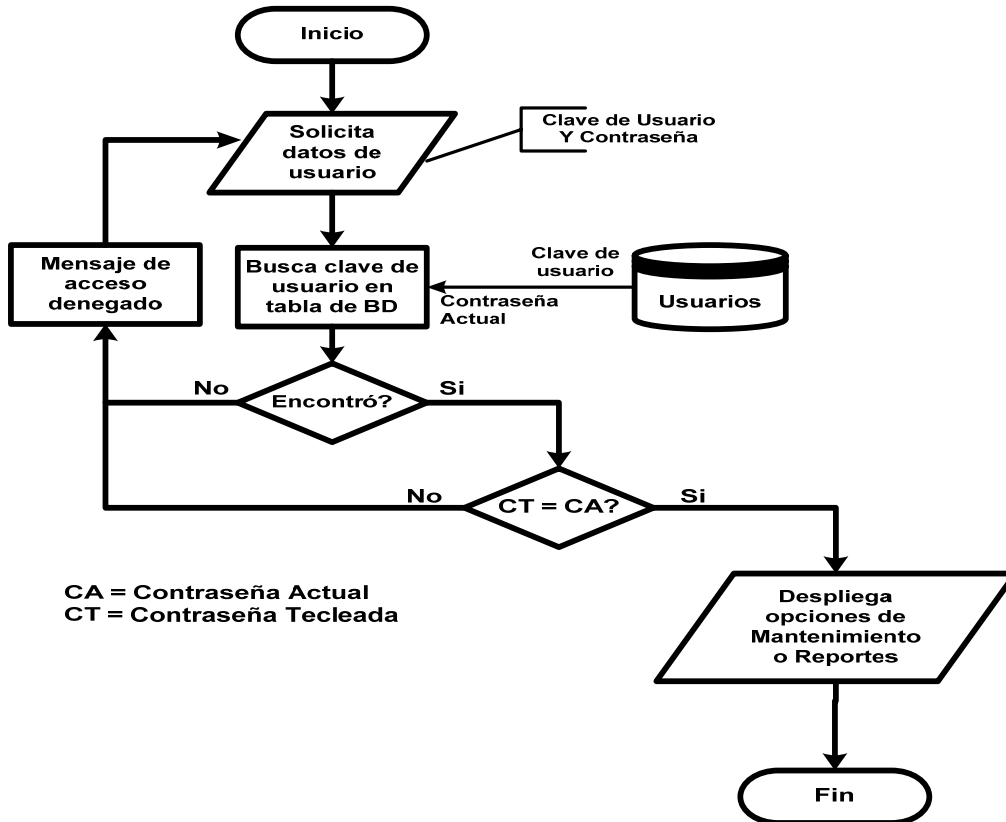 Inicio
Solicita
datos de
usuario
Clave de Usuario
Y Contraseña
Mensaje de
acceso
denegado
Busca clave de
usuario en
tabla de BD
Clave de
usuario
Contraseña
Actual
Usuarios
No
Encontró?
Si
No
CT = CA?
Si
CA = Contraseña Actual
CT = Contraseña Tecleada
Despliega
opciones de
Mantenimiento
o Reportes
Fin